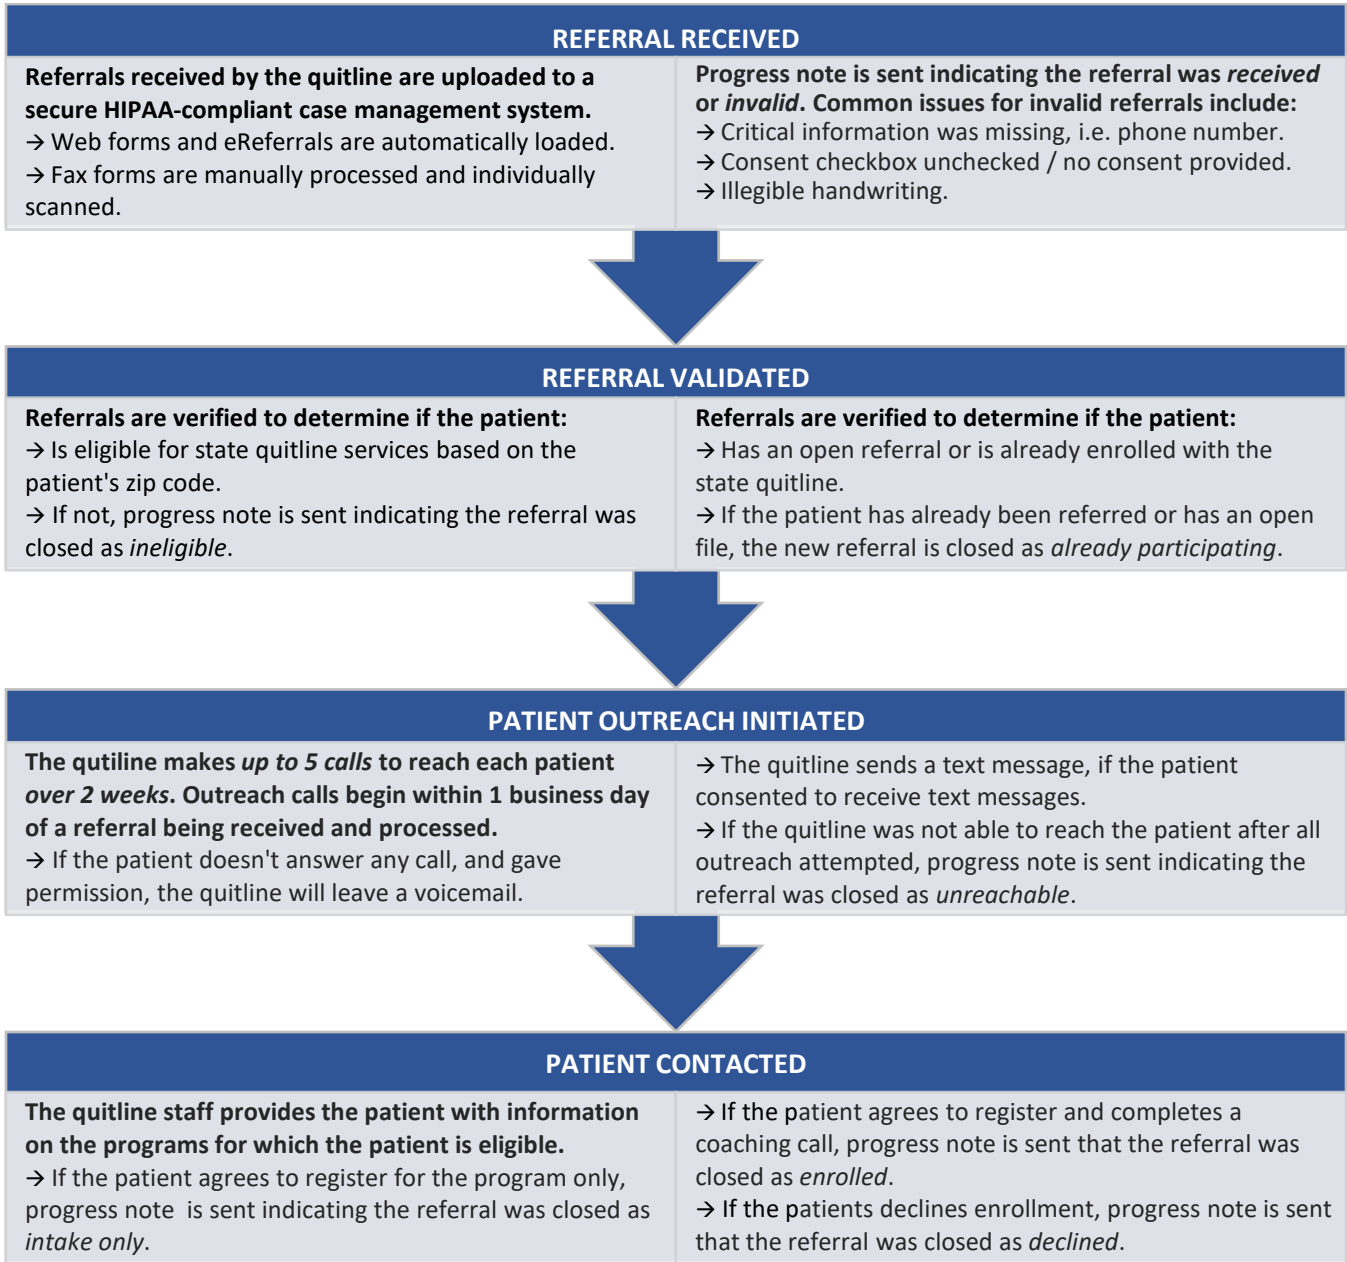 REFERRAL RECEIVED
Referrals received by the quitline are uploaded to a
secure HIPAA-compliant case management system.
→ Web forms and eReferrals are automatically loaded.
→ Fax forms are manually processed and individually
scanned.
Progress note is sent indicating the referral was received
or invalid. Common issues for invalid referrals include:
→ Critical information was missing, i.e. phone number.
→ Consent checkbox unchecked / no consent provided.
→ Illegible handwriting.
REFERRAL VALIDATED
Referrals are verified to determine if the patient:
→ Is eligible for state quitline services based on the
patient's zip code.
→ If not, progress note is sent indicating the referral was
closed as ineligible.
Referrals are verified to determine if the patient:
→ Has an open referral or is already enrolled with the
state quitline.
→ If the patient has already been referred or has an open
file, the new referral is closed as already participating.
PATIENT OUTREACH INITIATED
The qutiline makes up to 5 calls to reach each patient
over 2 weeks. Outreach calls begin within 1 business day
of a referral being received and processed.
→ If the patient doesn't answer any call, and gave
permission, the quitline will leave a voicemail.
→ The quitline sends a text message, if the patient
consented to receive text messages.
→ If the quitline was not able to reach the patient after all
outreach attempted, progress note is sent indicating the
referral was closed as unreachable.
PATIENT CONTACTED
The quitline staff provides the patient with information
on the programs for which the patient is eligible.
→ If the patient agrees to register for the program only,
progress note is sent indicating the referral was closed as
intake only.
→ If the patient agrees to register and completes a
coaching call, progress note is sent that the referral was
closed as enrolled.
→ If the patients declines enrollment, progress note is sent
that the referral was closed as declined.